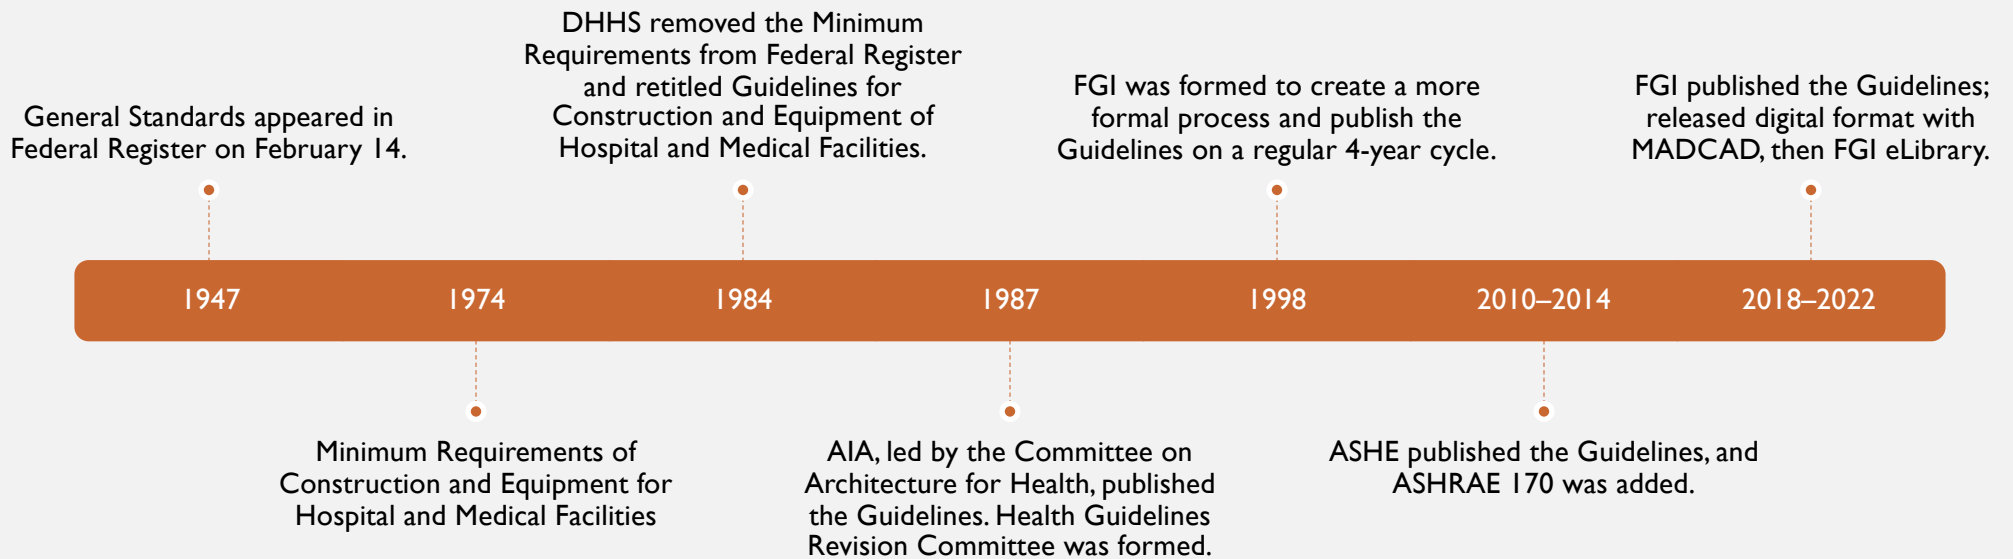 General Standards appeared in
Federal Register on February 14.
DHHS removed the Minimum
Requirements from Federal Register
and retitled Guidelines for
Construction and Equipment of
Hospital and Medical Facilities.
FGI was formed to create a more
formal process and publish the
Guidelines on a regular 4-year cycle.
FGI published the Guidelines;
released digital format with
MADCAD, then FGI eLibrary.
1947
1974
1984
1987
1998
2010–2014
2018–2022
Minimum Requirements of
Construction and Equipment for
Hospital and Medical Facilities
AIA, led by the Committee on
Architecture for Health, published
the Guidelines. Health Guidelines
Revision Committee was formed.
ASHE published the Guidelines, and
ASHRAE 170 was added.